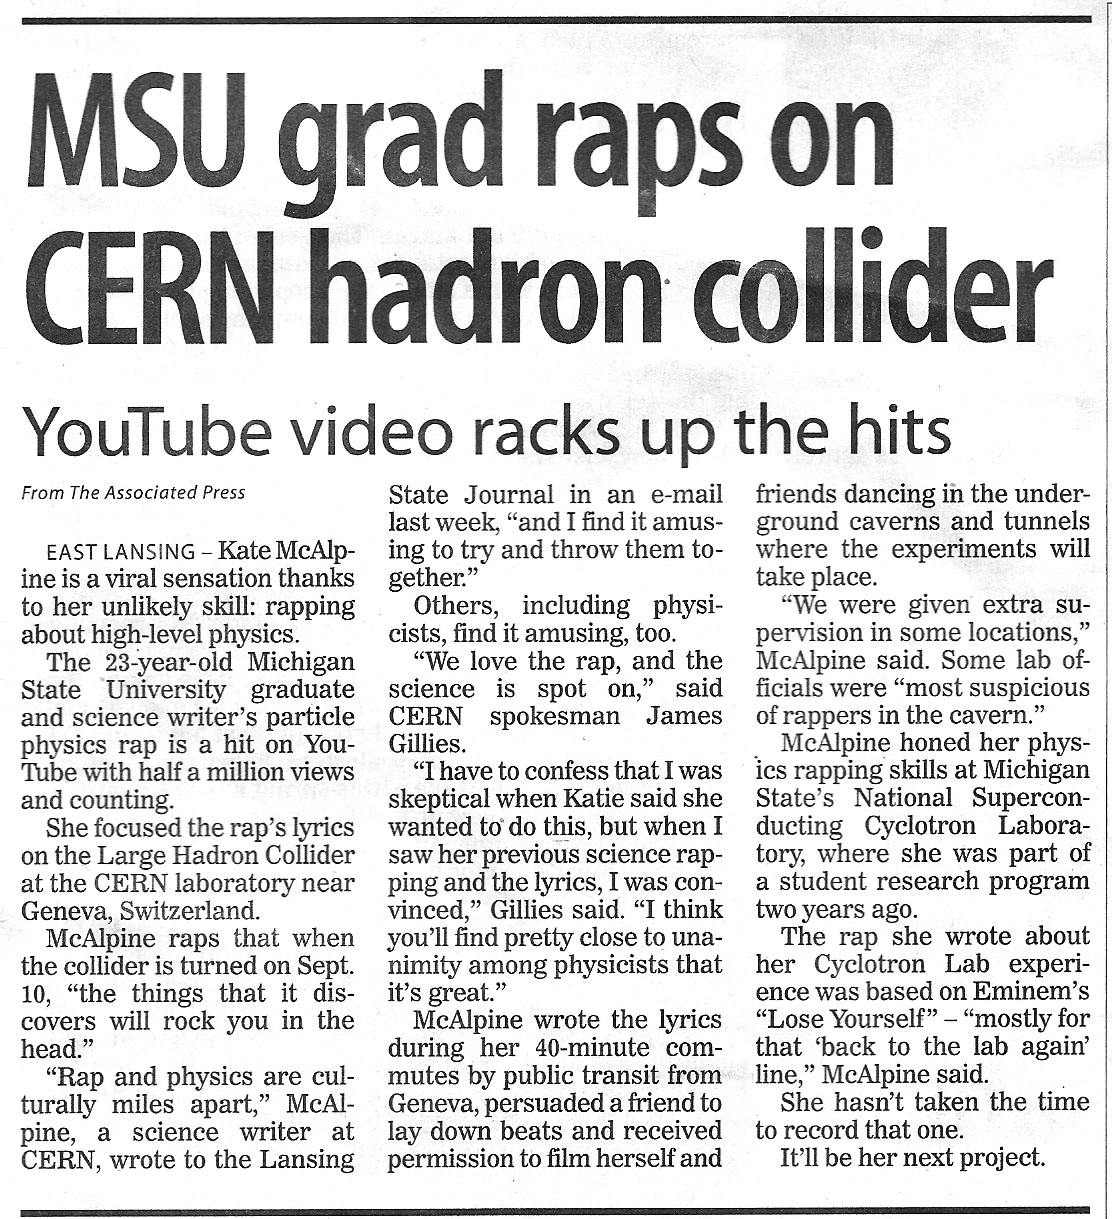 MSU grad raps on
CERN hadron collider
YouTube video racks up the hits
From The Associated Press
EAST LANSING – Kate McAlp-
ine is a viral sensation thanks
to her unlikely skill: rapping
about high-level physics.
The 23-year-old Michigan
State University graduate
and science writer's particle
physics rap is a hit on You-
Tube with half a million views
and counting.
She focused the rap's lyrics
on the Large Hadron Collider
at the CERN laboratory near
Geneva, Switzerland.
McAlpine raps that when
the collider is turned on Sept.
10, “the things that it dis-
covers will rock you in the
head.”
“Rap and physics are cul-
turally miles apart,” McAl-
pine, a science writer at
CERN, wrote to the Lansing
State Journal in an e-mail
last week, “and I find it amus-
ing to try and throw them to-
gether.”
Others, including physi-
cists, find it amusing, too.
“We love the rap, and the
science is spot on,” said
CERN spokesman James
Gillies.
“I have to confess that I was
skeptical when Katie said she
wanted to do this, but when I
saw her previous science rap-
ping and the lyrics, I was con-
vinced,” Gillies said. “I think
you'll find pretty close to una-
nimity among physicists that
it's great.”
McAlpine wrote the lyrics
during her 40-minute com-
mutes by public transit from
Geneva, persuaded a friend to
lay down beats and received
permission to film herself and
friends dancing in the under-
ground caverns and tunnels
where the experiments will
take place.
“We were given extra su-
pervision in some locations,”
McAlpine said. Some lab of-
ficials were “most suspicious
of rappers in the cavern.”
McAlpine honed her phys-
ics rapping skills at Michigan
State's National Supercon-
ducting Cyclotron Labora-
tory, where she was part of
a student research program
two years ago.
The rap she wrote about
her Cyclotron Lab experi-
ence was based on Eminem's
“Lose Yourself” – “mostly for
that ‘back to the lab again’
line,” McAlpine said.
She hasn't taken the time
to record that one.
It'll be her next project.